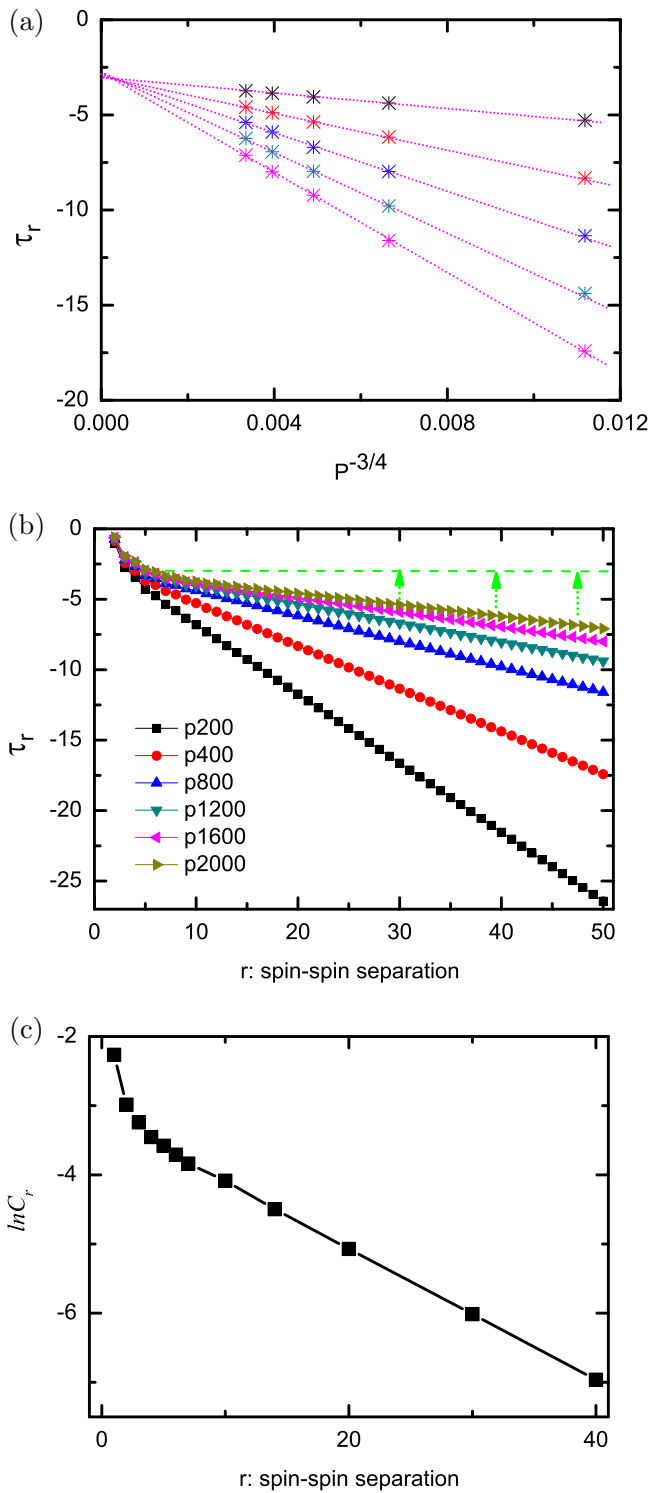 (a)
0
-5
-10
-15
-20
τr
0.000 0.004 0.008 0.012
P^-3/4
(b)
0
-5
-10
-15
-20
-25
τr
p200
p400
p800
p1200
p1600
p2000
0 10 20 30 40 50
r: spin-spin separation
(c)
-2
-4
-6
lnCr
0 20 40
r: spin-spin separation